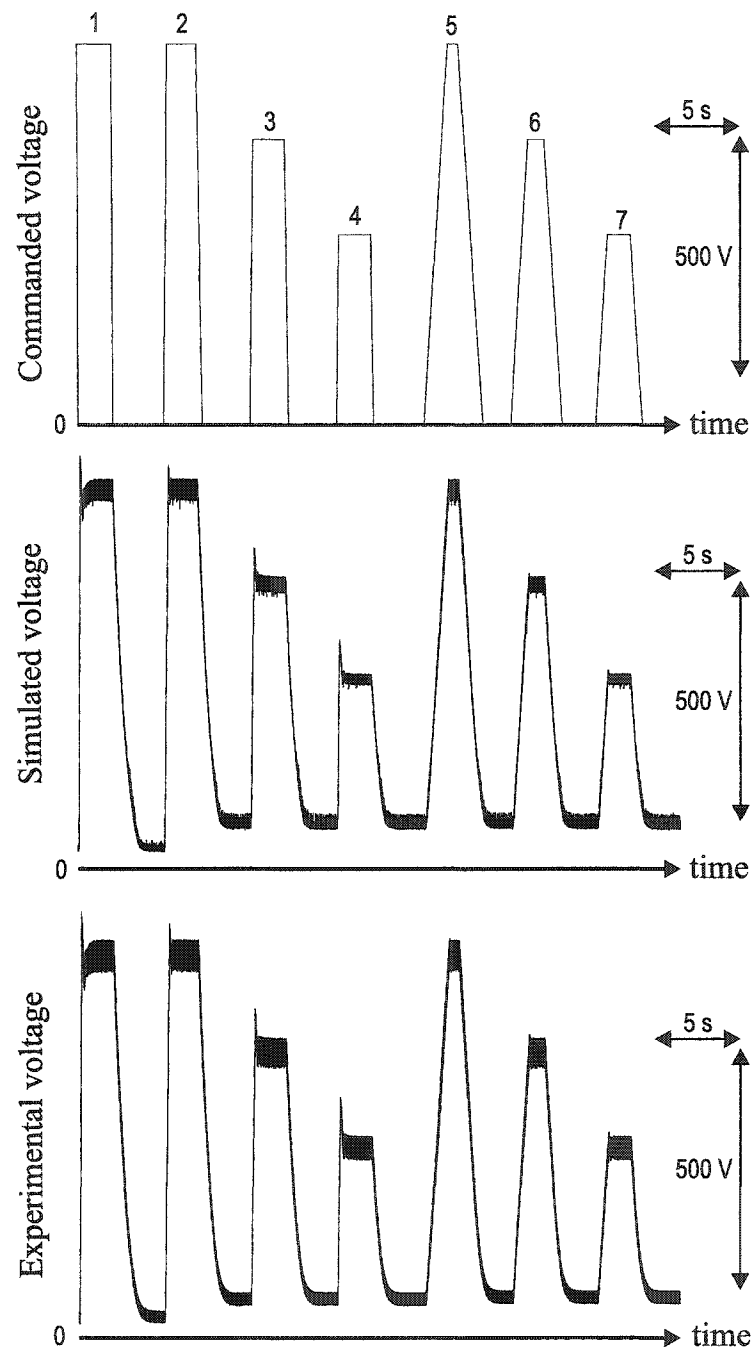 1
2
3
4
5
6
7
5 s
500 V
Commanded voltage
0
time
5 s
500 V
Simulated voltage
0
time
5 s
500 V
Experimental voltage
0
time